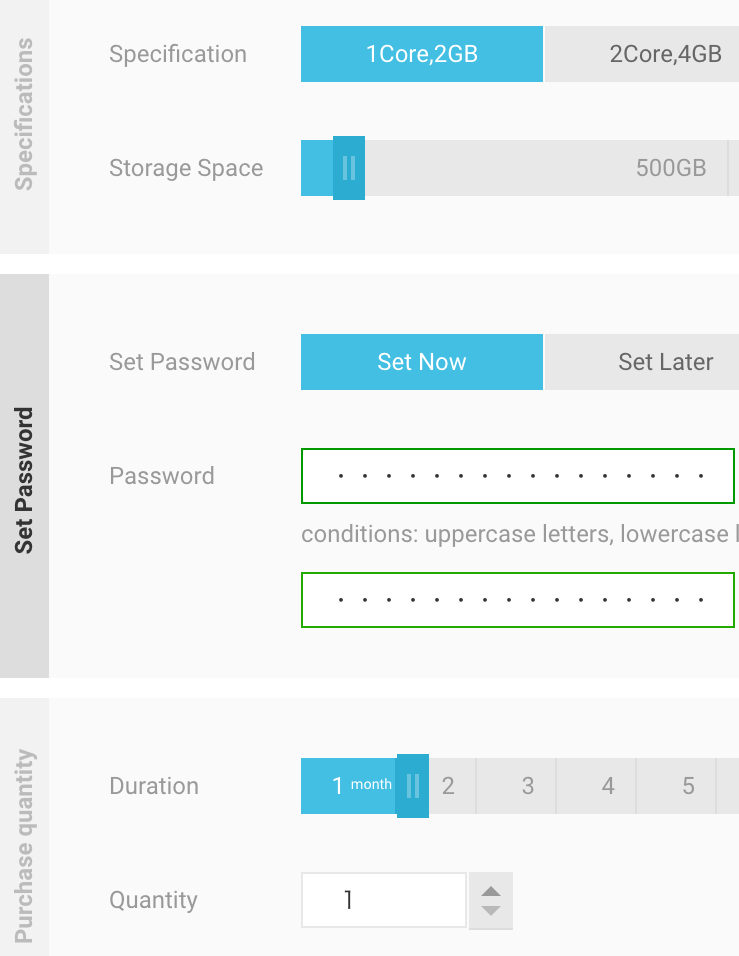 Specifications
Specification
1Core,2GB
2Core,4GB
Storage Space
500GB
Set Password
Set Password
Set Now
Set Later
Password
conditions: uppercase letters, lowercase l
Purchase quantity
Duration
1 month
2
3
4
5
Quantity
1